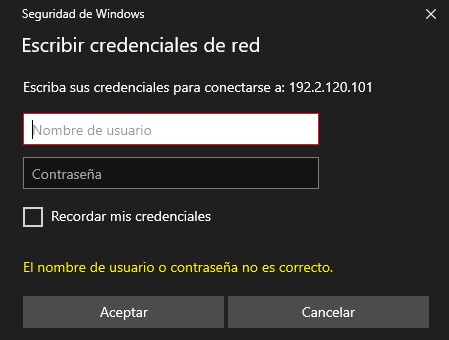 Seguridad de Windows
Escribir credenciales de red
Escriba sus credenciales para conectarse a: 192.2.120.101
Nombre de usuario
Contraseña
Recordar mis credenciales
El nombre de usuario o contraseña no es correcto.
Aceptar
Cancelar